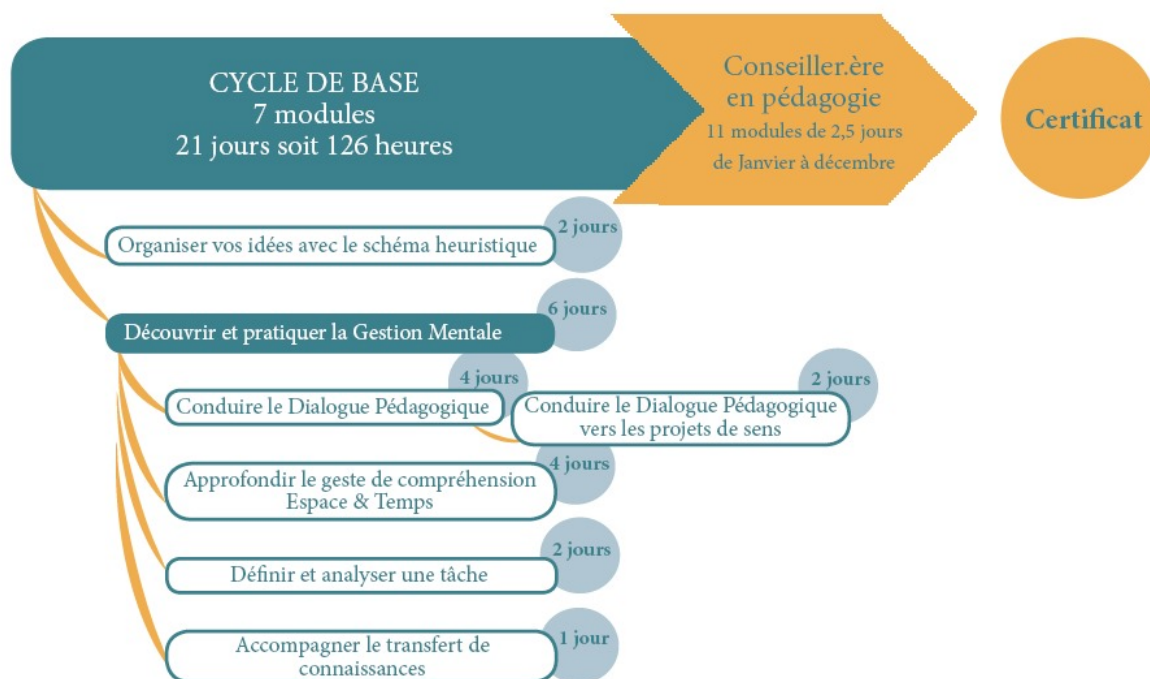 CYCLE DE BASE
7 modules
21 jours soit 126 heures
Conseiller.ère
en pédagogie
11 modules de 2,5 jours
de Janvier à décembre
Certificat
2 jours
Organiser vos idées avec le schéma heuristique
6 jours
Découvrir et pratiquer la Gestion Mentale
4 jours
Conduire le Dialogue Pédagogique
2 jours
Conduire le Dialogue Pédagogique
vers les projets de sens
4 jours
Approfondir le geste de compréhension
Espace & Temps
2 jours
Définir et analyser une tâche
1 jour
Accompagner le transfert de
connaissances